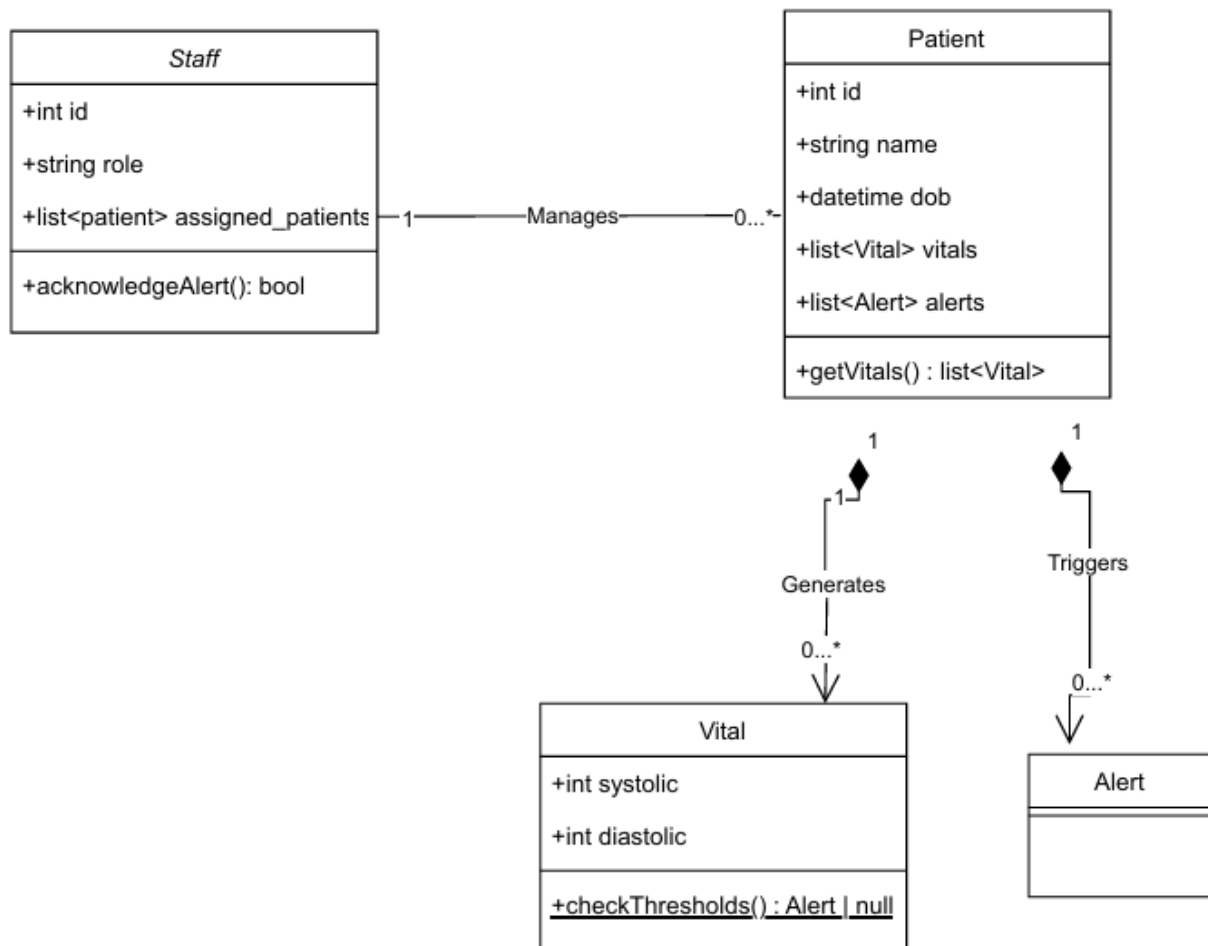 Staff
+int id
+string role
+list<patient> assigned_patients
+acknowledgeAlert(): bool
1
Manages
0...*
Patient
+int id
+string name
+datetime dob
+list<Vital> vitals
+list<Alert> alerts
+getVitals() : list<Vital>
1
1
Generates
0...*
1
Triggers
0...*
Vital
+int systolic
+int diastolic
+checkThresholds() : Alert | null
Alert